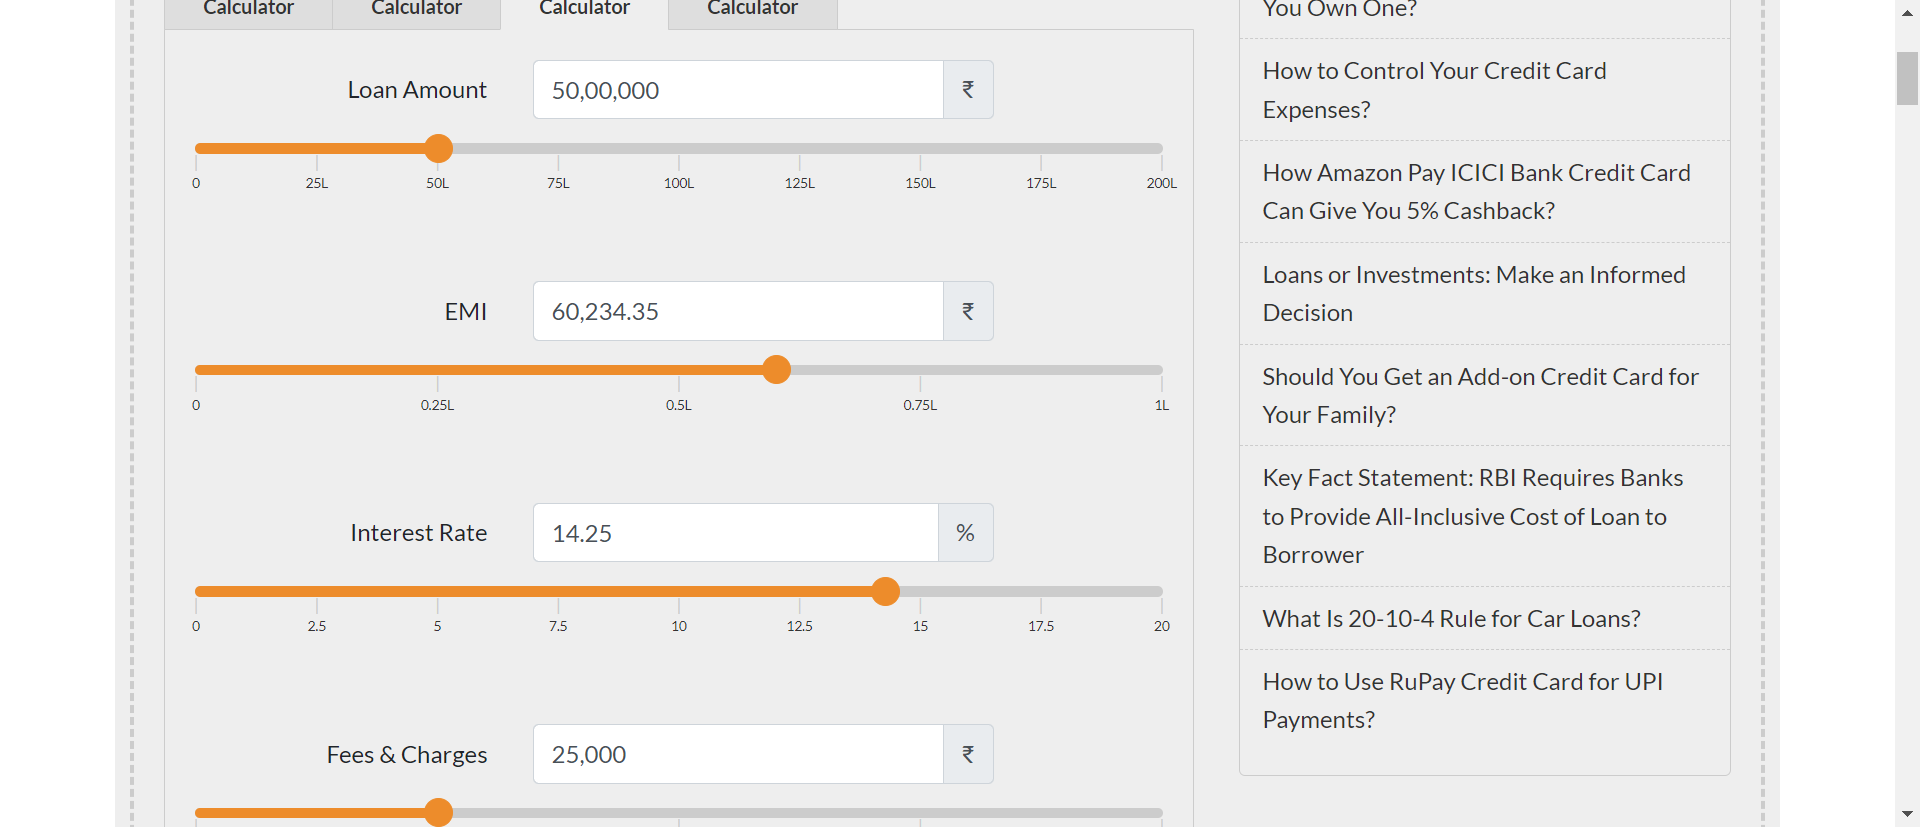 Calculator Calculator Calculator Calculator
Loan Amount 50,00,000 ₹
0 25L 50L 75L 100L 125L 150L 175L 200L
EMI 60,234.35 ₹
0 0.25L 0.5L 0.75L 1L
Interest Rate 14.25 %
0 2.5 5 7.5 10 12.5 15 17.5 20
Fees & Charges 25,000 ₹
You Own One?
How to Control Your Credit Card
Expenses?
How Amazon Pay ICICI Bank Credit Card
Can Give You 5% Cashback?
Loans or Investments: Make an Informed
Decision
Should You Get an Add-on Credit Card for
Your Family?
Key Fact Statement: RBI Requires Banks
to Provide All-Inclusive Cost of Loan to
Borrower
What Is 20-10-4 Rule for Car Loans?
How to Use RuPay Credit Card for UPI
Payments?